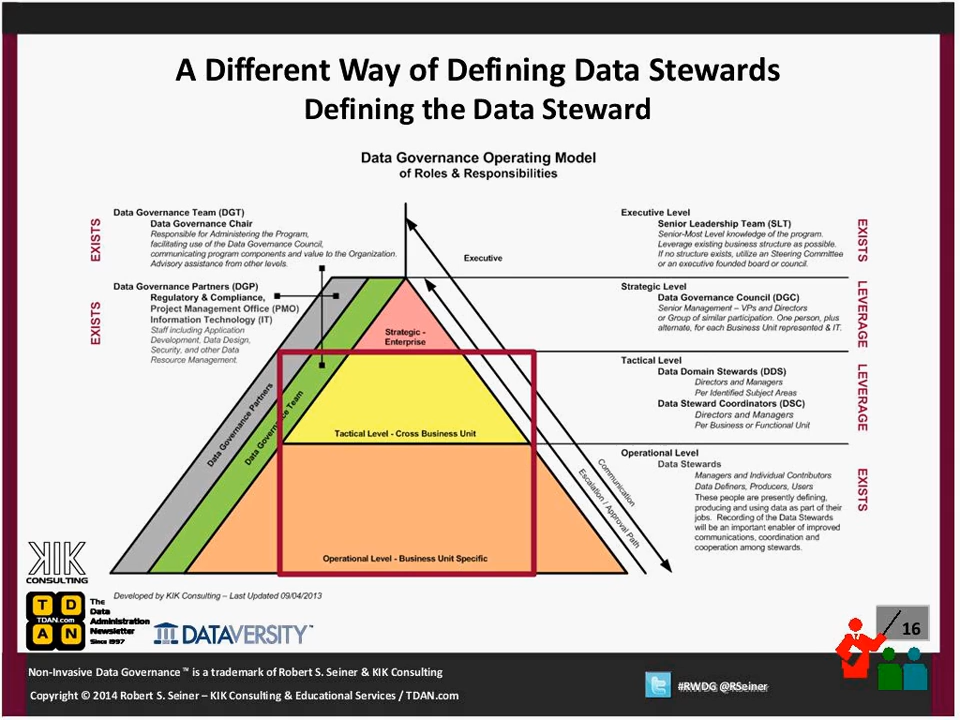 A Different Way of Defining Data Stewards
Defining the Data Steward
Data Governance Operating Model
of Roles & Responsibilities
EXISTS
Data Governance Team (DGT)
Data Governance Chair
Responsible for Administering the Program,
facilitating use of the Data Governance Council,
communicating program components and value to the Organization.
Advisory assistance from other levels.
EXISTS
Data Governance Partners (DGP)
Regulatory & Compliance,
Project Management Office (PMO)
Information Technology (IT)
Staff including Application
Development, Data Design,
Security, and other Data
Resource Management.
Executive
Strategic -
Enterprise
Data Governance Partners
Data Governance Team
Tactical Level - Cross Business Unit
Operational Level - Business Unit Specific
Communication
Escalation / Approval Path
Executive Level
Senior Leadership Team (SLT)
Senior-Most Level knowledge of the program.
Leverage existing business structure as possible.
If no structure exists, utilize an Steering Committee
or an executive founded board or council.
EXISTS
Strategic Level
Data Governance Council (DGC)
Senior Management – VPs and Directors
or Group of similar participation. One person, plus
alternate, for each Business Unit represented & IT.
LEVERAGE
Tactical Level
Data Domain Stewards (DDS)
Directors and Managers
Per Identified Subject Areas
Data Steward Coordinators (DSC)
Directors and Managers
Per Business or Functional Unit
LEVERAGE
Operational Level
Data Stewards
Managers and Individual Contributors
Data Definers, Producers, Users
These people are presently defining,
producing and using data as part of their
jobs. Recording of the Data Stewards
will be an important enabler of improved
communications, coordination and
cooperation among stewards.
EXISTS
Developed by KIK Consulting – Last Updated 09/04/2013
KIK
CONSULTING
T D
TDAN.com
A N
The
Data
Administration
Newsletter
Since 1997
DATAVERSITY™
16
Non-Invasive Data Governance ™ is a trademark of Robert S. Seiner & KIK Consulting
Copyright © 2014 Robert S. Seiner – KIK Consulting & Educational Services / TDAN.com
#RWDG @RSeiner